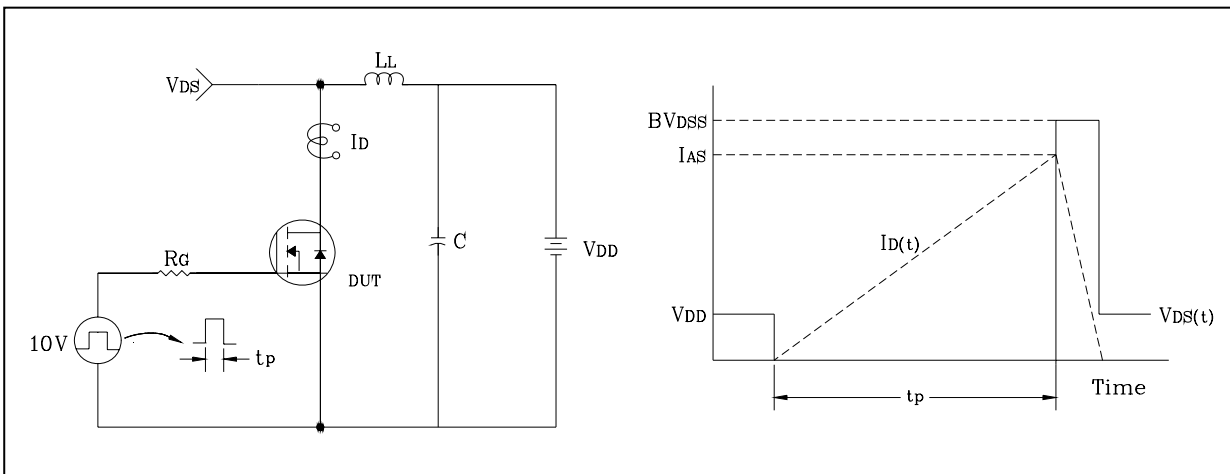 LL
VDS
ID
RG
DUT
C
VDD
10V
tp
BVDSS
IAS
ID(t)
VDD
VDS(t)
Time
tp